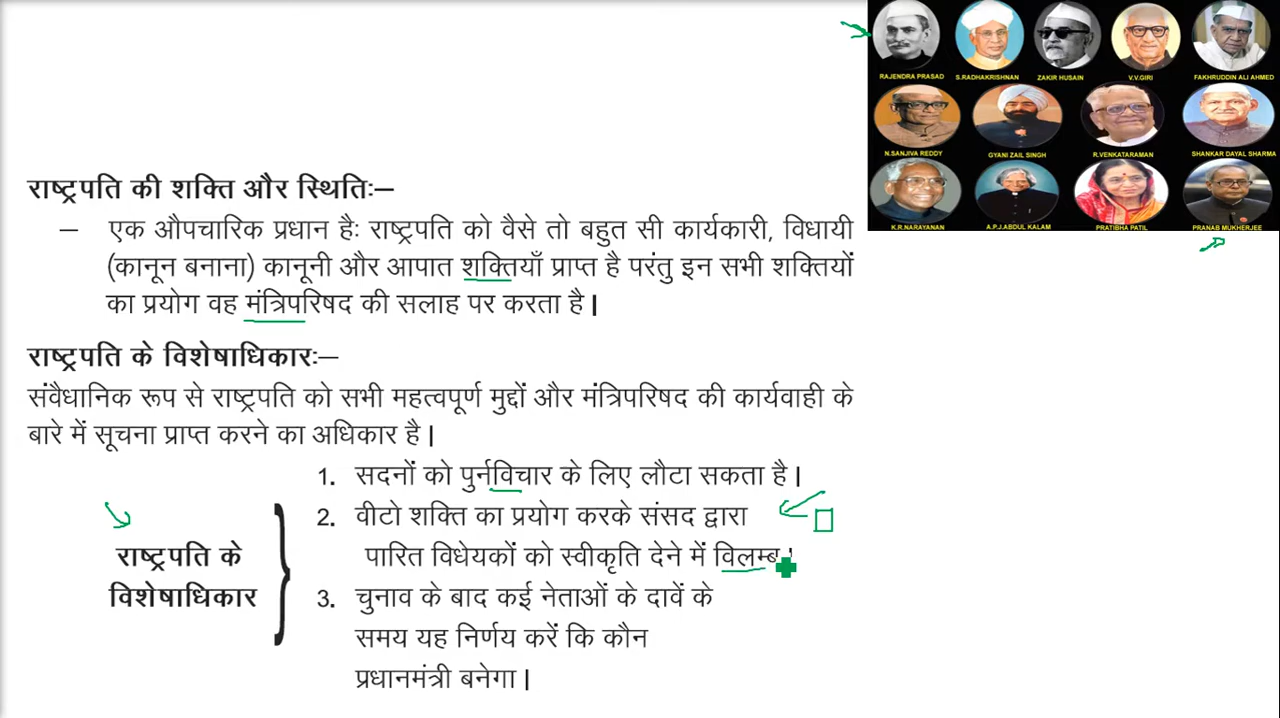 RAJENDRA PRASAD S.RADHAKRISHNAN ZAKIR HUSAIN V.V.GIRI FAKHRUDDIN ALI AHMED
N.SANJIVA REDDY GYANI ZAIL SINGH R.VENKATARAMAN SHANKAR DAYAL SHARMA
K.R.NARAYANAN A.P.J.ABDUL KALAM PRATIBHA PATIL PRANAB MUKHERJEE
राष्ट्रपति की शक्ति और स्थितिः–
– एक औपचारिक प्रधान हैः राष्ट्रपति को वैसे तो बहुत सी कार्यकारी, विधायी
(कानून बनाना) कानूनी और आपात शक्तियाँ प्राप्त है परंतु इन सभी शक्तियों
का प्रयोग वह मंत्रिपरिषद की सलाह पर करता है।
राष्ट्रपति के विशेषाधिकारः–
संवैधानिक रूप से राष्ट्रपति को सभी महत्वपूर्ण मुद्दों और मंत्रिपरिषद की कार्यवाही के
बारे में सूचना प्राप्त करने का अधिकार है।
राष्ट्रपति के
विशेषाधिकार
1. सदनों को पुर्नविचार के लिए लौटा सकता है।
2. वीटो शक्ति का प्रयोग करके संसद द्वारा
पारित विधेयकों को स्वीकृति देने में विलम्ब।
3. चुनाव के बाद कई नेताओं के दावें के
समय यह निर्णय करें कि कौन
प्रधानमंत्री बनेगा।